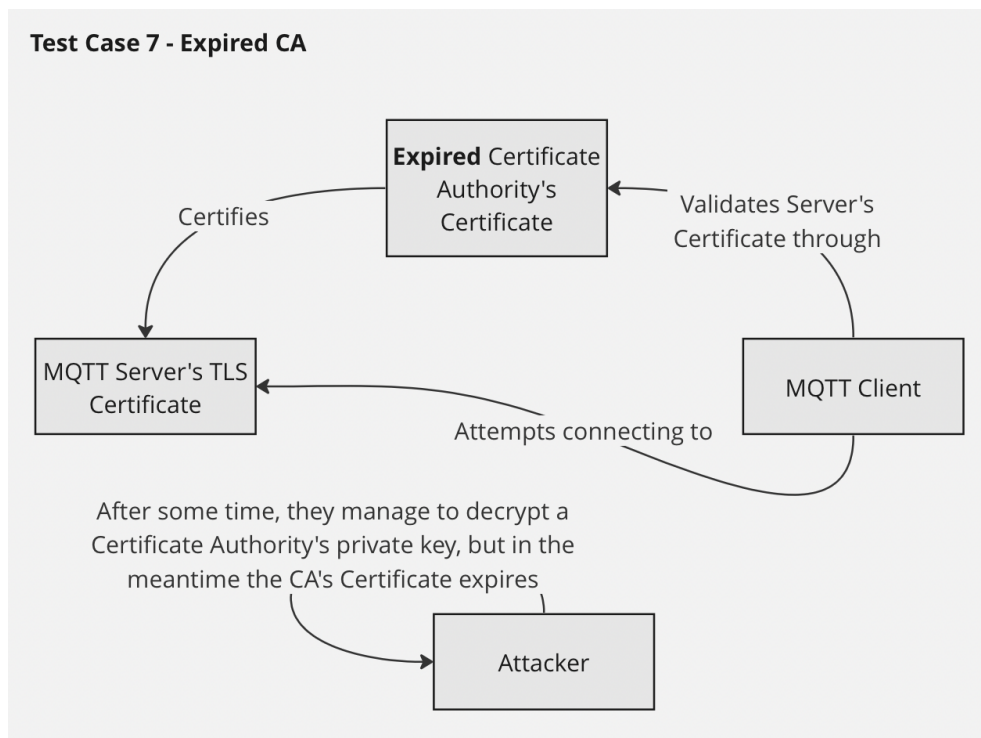 Test Case 7 - Expired CA
Expired Certificate
Authority's
Certificate
Certifies
Validates Server's
Certificate through
MQTT Server's TLS
Certificate
MQTT Client
Attempts connecting to
After some time, they manage to decrypt a
Certificate Authority's private key, but in the
meantime the CA's Certificate expires
Attacker